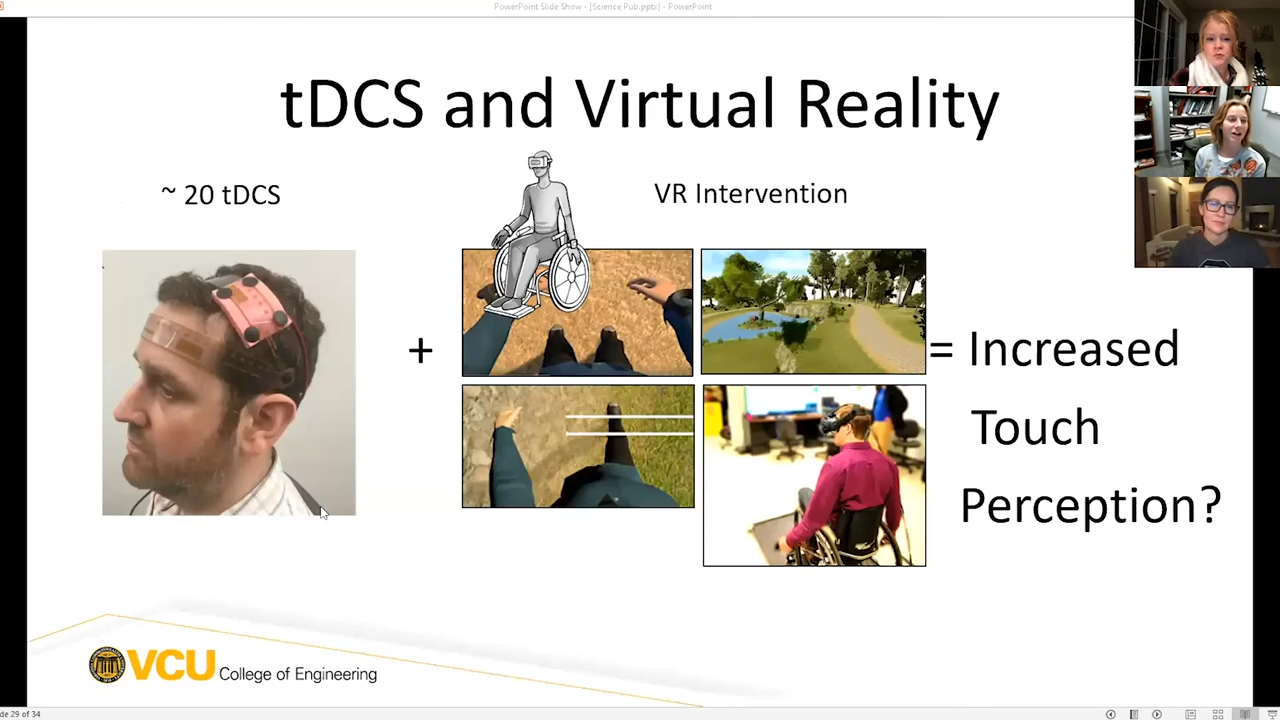 PowerPoint Slide Show - [Science Pub.pptx] - PowerPoint
tDCS and Virtual Reality
~ 20 tDCS
VR Intervention
+
= Increased
Touch
Perception?
VCU College of Engineering
de 29 of 34